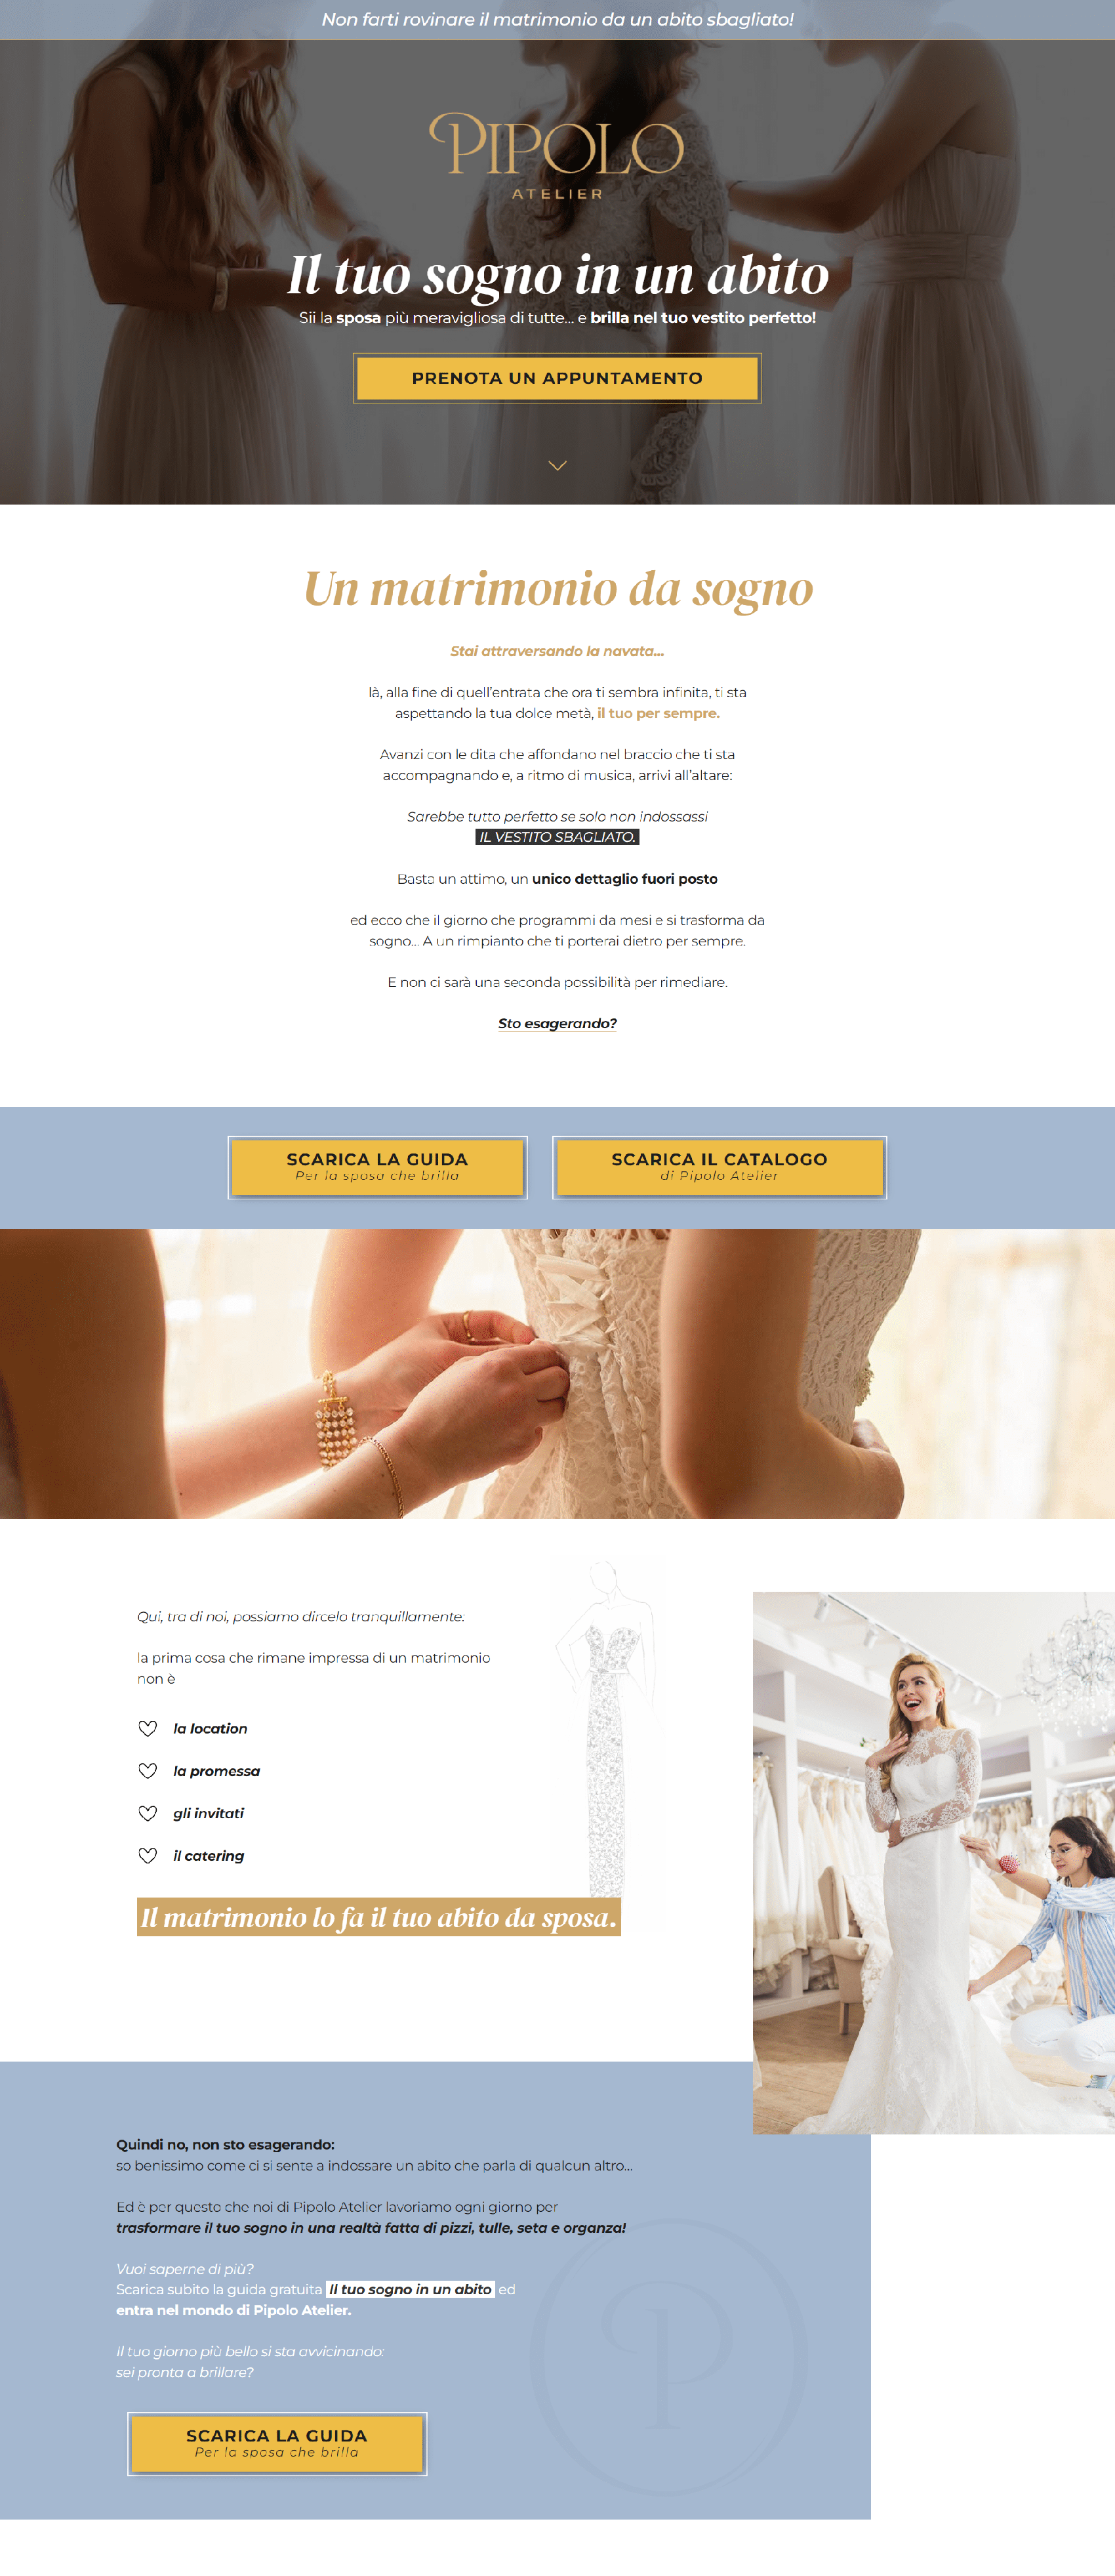 Non farti rovinare il matrimonio da un abito sbagliato!
PIPOLO
ATELIER
Il tuo sogno in un abito
Sii la sposa più meravigliosa di tutte... e brilla nel tuo vestito perfetto!
PRENOTA UN APPUNTAMENTO
Un matrimonio da sogno
Stai attraversando la navata...
là, alla fine di quell'entrata che ora ti sembra infinita, ti sta
aspettando la tua dolce metà, il tuo per sempre.
Avanzi con le dita che affondano nel braccio che ti sta
accompagnando e, a ritmo di musica, arrivi all'altare:
Sarebbe tutto perfetto se solo non indossassi
IL VESTITO SBAGLIATO.
Basta un attimo, un unico dettaglio fuori posto
ed ecco che il giorno che programmi da mesi e si trasforma da
sogno... A un rimpianto che ti porterai dietro per sempre.
E non ci sarà una seconda possibilità per rimediare.
Sto esagerando?
SCARICA LA GUIDA
Per la sposa che brilla
SCARICA IL CATALOGO
di Pipolo Atelier
Qui, tra di noi, possiamo dircelo tranquillamente:
la prima cosa che rimane impressa di un matrimonio
non è
la location
la promessa
gli invitati
il catering
Il matrimonio lo fa il tuo abito da sposa.
Quindi no, non sto esagerando:
so benissimo come ci si sente a indossare un abito che parla di qualcun altro...
Ed è per questo che noi di Pipolo Atelier lavoriamo ogni giorno per
trasformare il tuo sogno in una realtà fatta di pizzi, tulle, seta e organza!
Vuoi saperne di più?
Scarica subito la guida gratuita Il tuo sogno in un abito ed
entra nel mondo di Pipolo Atelier.
Il tuo giorno più bello si sta avvicinando:
sei pronta a brillare?
P
SCARICA LA GUIDA
Per la sposa che brilla